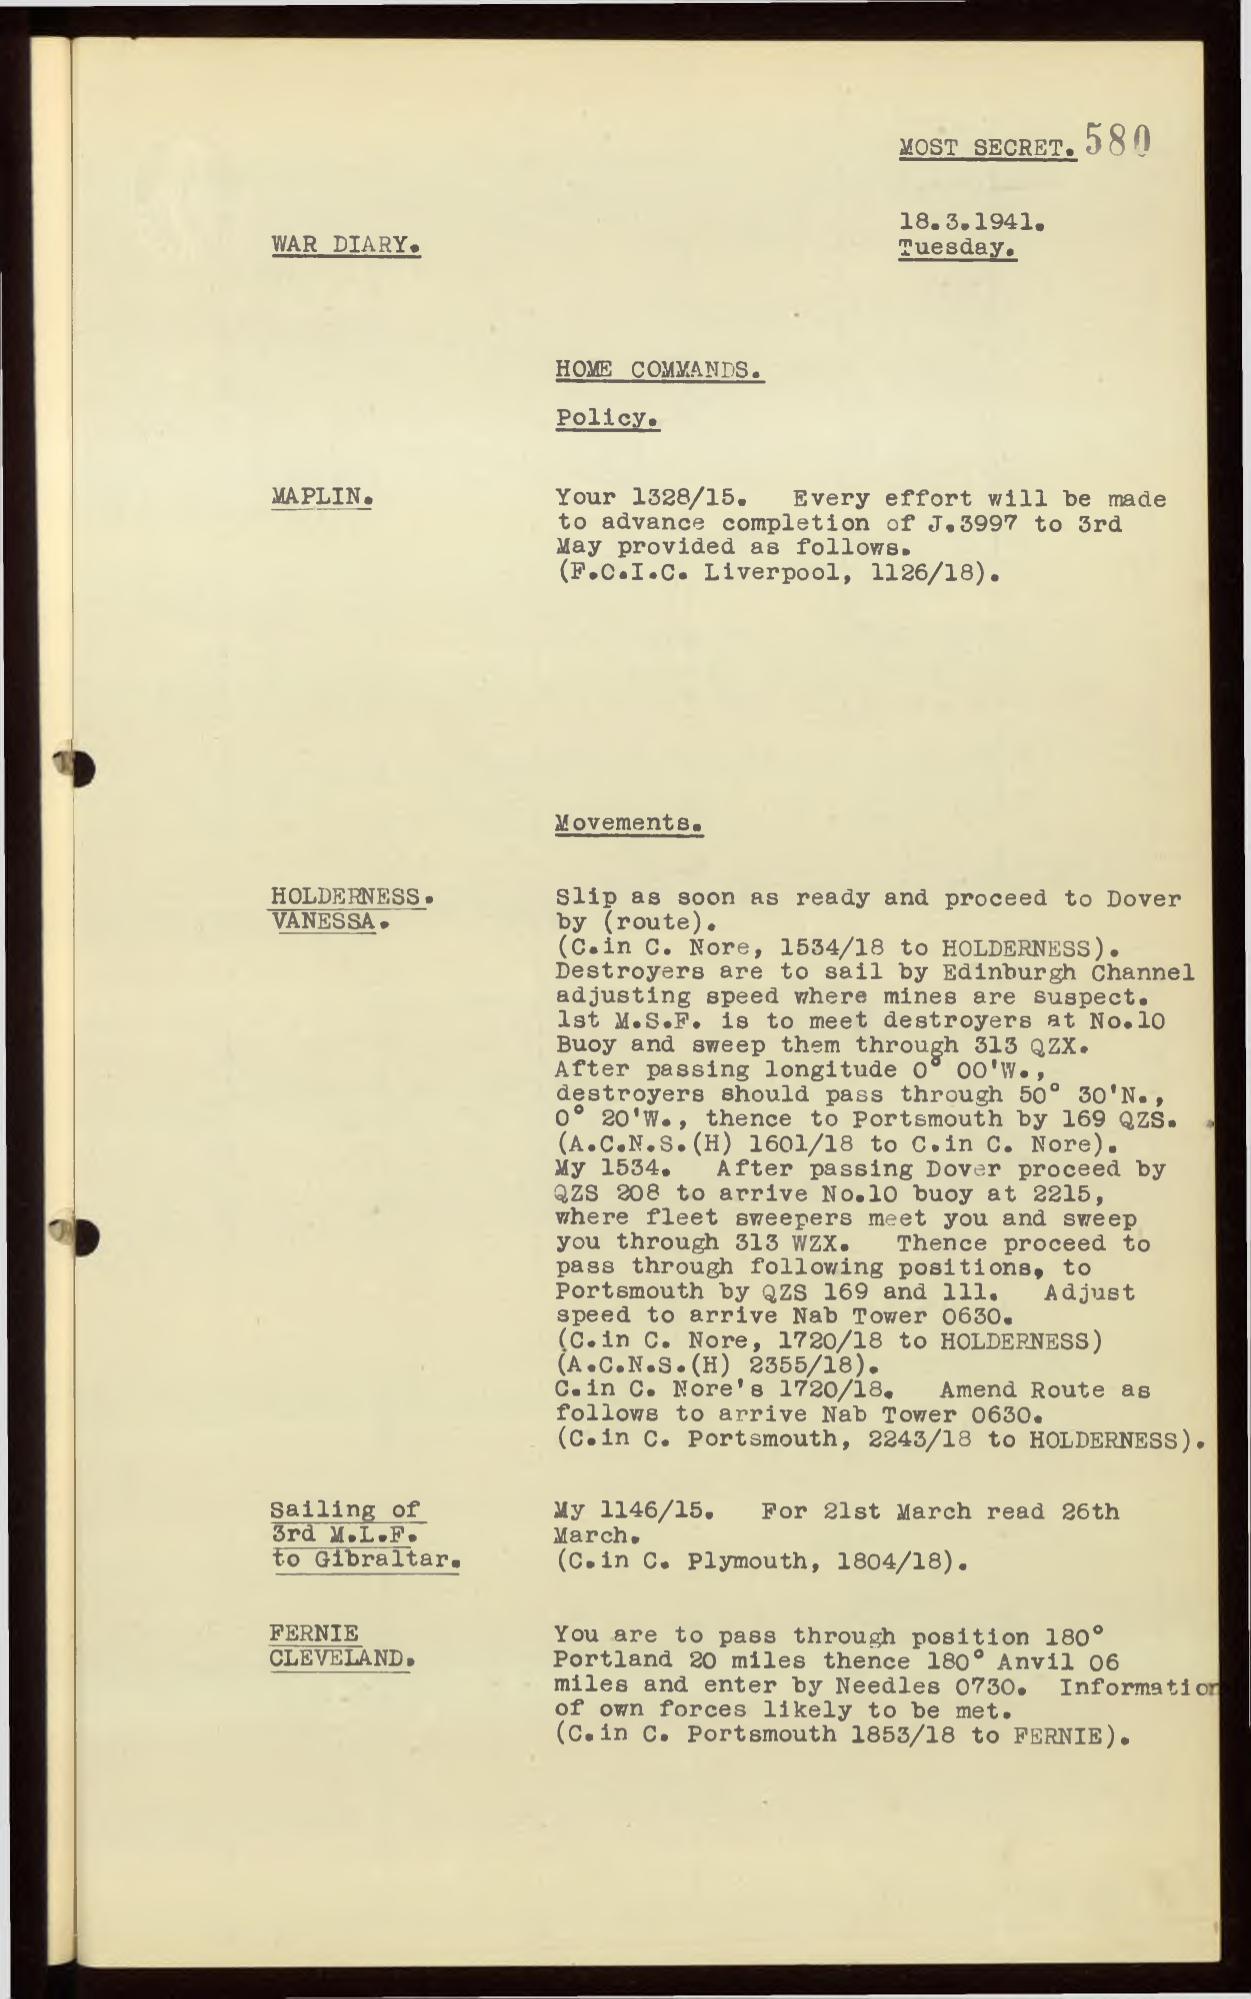 MOST SECRET. 580
18.3.1941.
WAR DIARY.
Tuesday.
HOME COMMANDS.
Policy.
MAPLIN.
Your 1328/15. Every effort will be made
to advance completion of J.3997 to 3rd
May provided as follows.
(F.C.I.C. Liverpool, 1126/18).
Movements.
HOLDERNESS.
VANESSA.
Slip as soon as ready and proceed to Dover
by (route).
(C.in C. Nore, 1534/18 to HOLDERNESS).
Destroyers are to sail by Edinburgh Channel
adjusting speed where mines are suspect.
1st M.S.F. is to meet destroyers at No.10
Buoy and sweep them through 313 QZX.
After passing longitude 0° 00'W.,
destroyers should pass through 50° 30'N.,
0° 20'W., thence to Portsmouth by 169 QZS.
(A.C.N.S.(H) 1601/18 to C.in C. Nore).
My 1534. After passing Dover proceed by
QZS 208 to arrive No.10 buoy at 2215,
where fleet sweepers meet you and sweep
you through 313 WZX. Thence proceed to
pass through following positions, to
Portsmouth by QZS 169 and 111. Adjust
speed to arrive Nab Tower 0630.
(C.in C. Nore, 1720/18 to HOLDERNESS)
(A.C.N.S.(H) 2355/18).
C.in C. Nore's 1720/18. Amend Route as
follows to arrive Nab Tower 0630.
(C.in C. Portsmouth, 2243/18 to HOLDERNESS).
Sailing of
3rd M.L.F.
to Gibraltar.
My 1146/15. For 21st March read 26th
March.
(C.in C. Plymouth, 1804/18).
FERNIE
CLEVELAND.
You are to pass through position 180°
Portland 20 miles thence 180° Anvil 06
miles and enter by Needles 0730. Information
of own forces likely to be met.
(C.in C. Portsmouth 1853/18 to FERNIE).